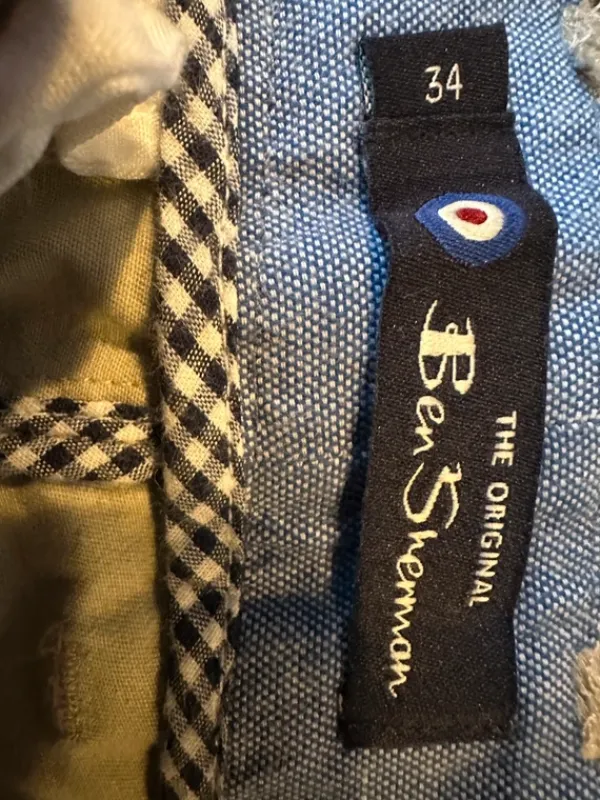 34
THE ORIGINAL
Ben Sherman